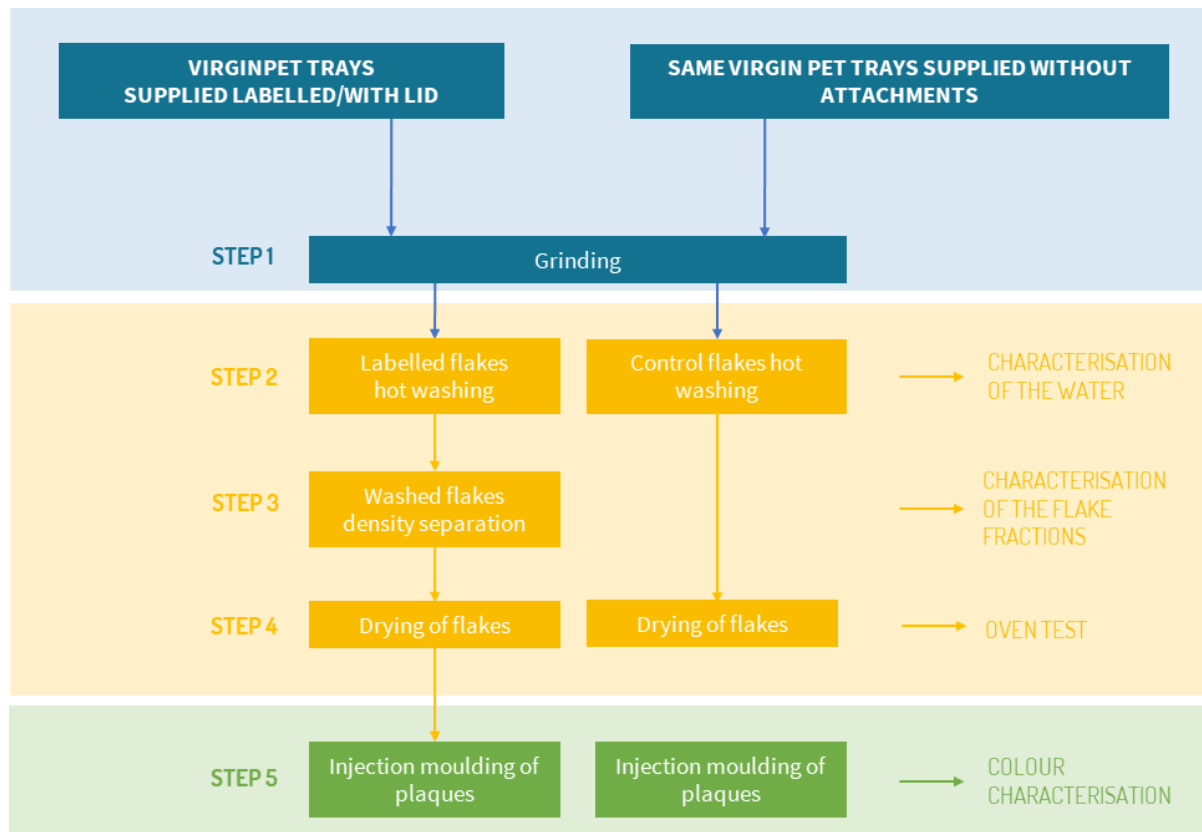 VIRGINPET TRAYS
SUPPLIED LABELLED/WITH LID
SAME VIRGIN PET TRAYS SUPPLIED WITHOUT
ATTACHMENTS
STEP 1
Grinding
STEP 2
Labelled flakes
hot washing
Control flakes hot
washing
CHARACTERISATION
OF THE WATER
STEP 3
Washed flakes
density separation
CHARACTERISATION
OF THE FLAKE
FRACTIONS
STEP 4
Drying of flakes
Drying of flakes
OVEN TEST
STEP 5
Injection moulding of
plaques
Injection moulding of
plaques
COLOUR
CHARACTERISATION